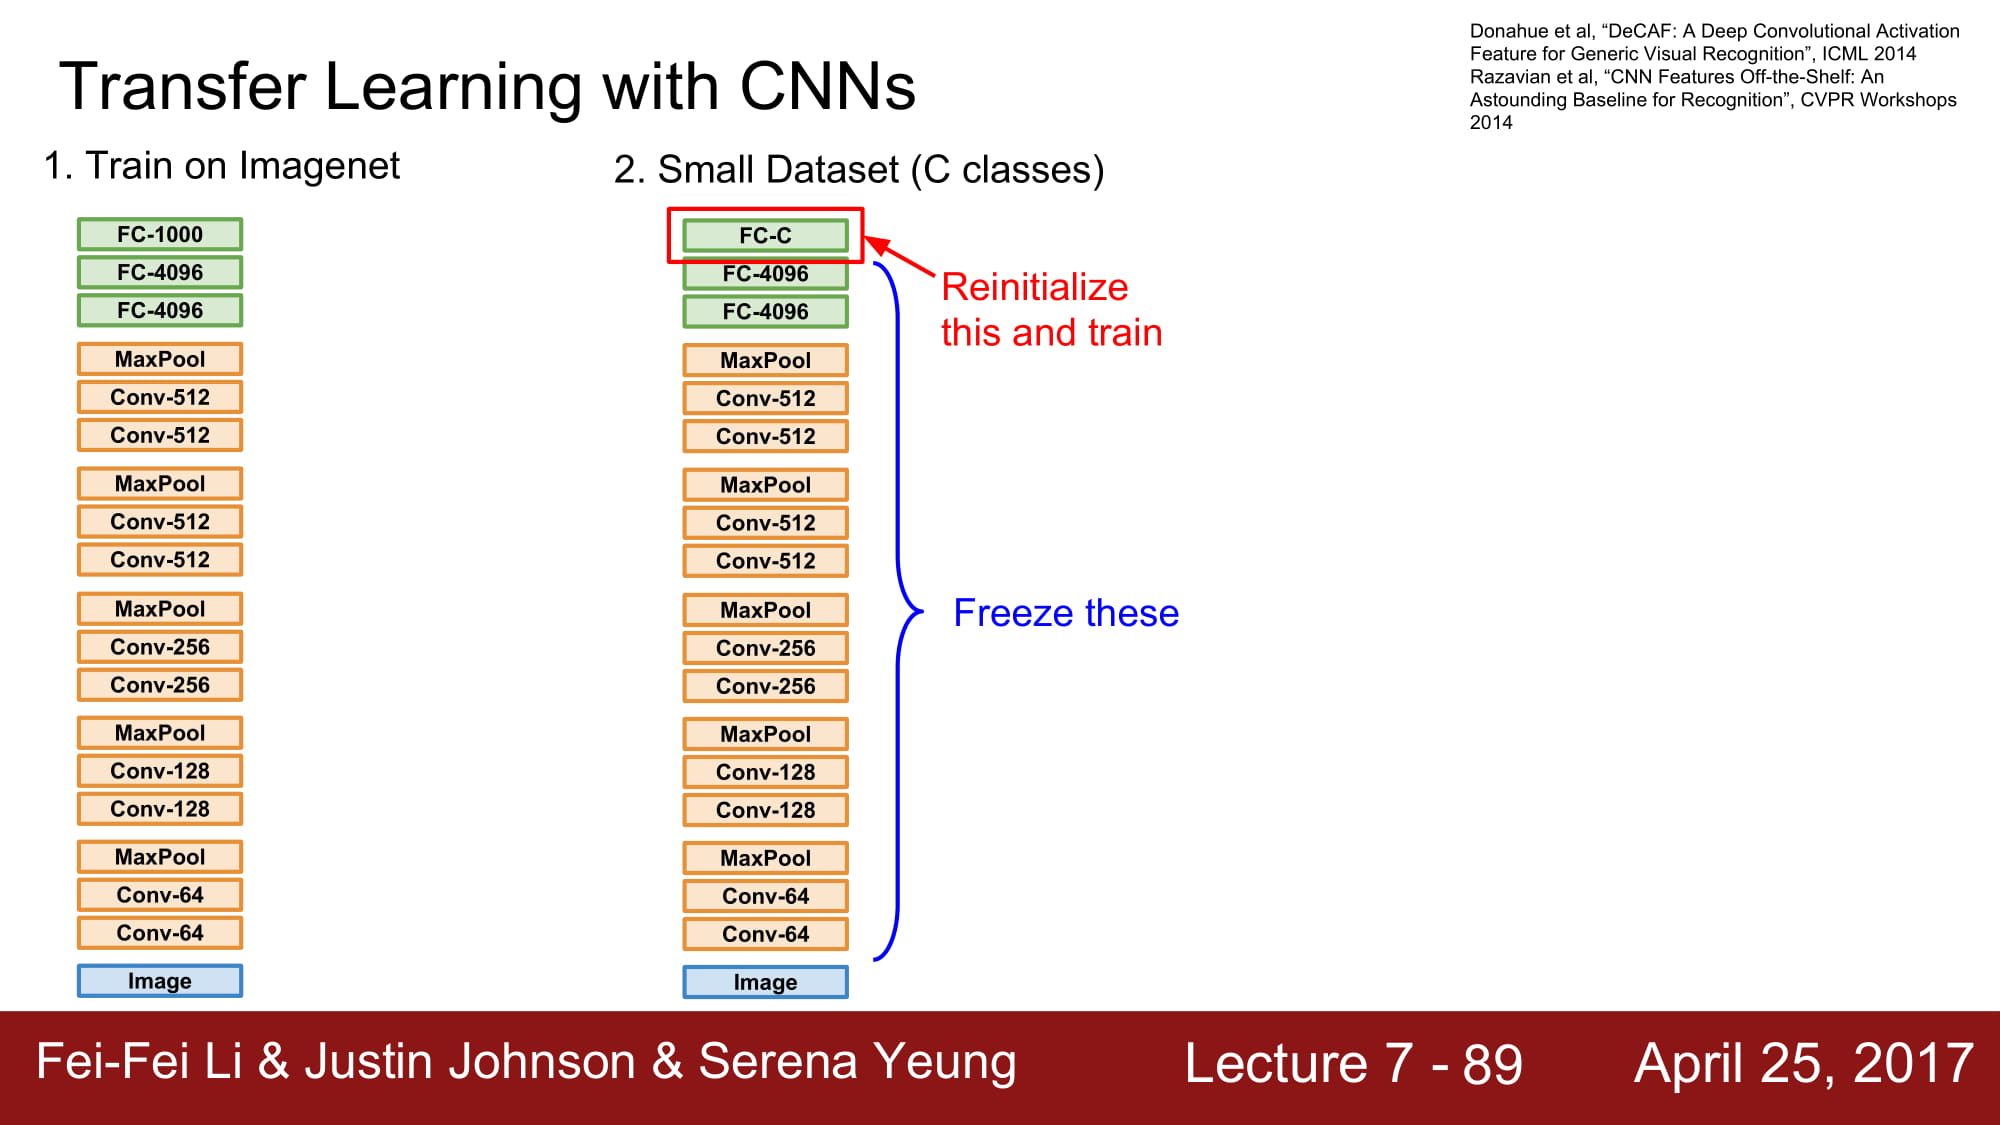 Transfer Learning with CNNs
Donahue et al, “DeCAF: A Deep Convolutional Activation
Feature for Generic Visual Recognition”, ICML 2014
Razavian et al, “CNN Features Off-the-Shelf: An
Astounding Baseline for Recognition”, CVPR Workshops
2014
1. Train on Imagenet
FC-1000
FC-4096
FC-4096
MaxPool
Conv-512
Conv-512
MaxPool
Conv-512
Conv-512
MaxPool
Conv-256
Conv-256
MaxPool
Conv-128
Conv-128
MaxPool
Conv-64
Conv-64
Image
2. Small Dataset (C classes)
FC-C
FC-4096
FC-4096
MaxPool
Conv-512
Conv-512
MaxPool
Conv-512
Conv-512
MaxPool
Conv-256
Conv-256
MaxPool
Conv-128
Conv-128
MaxPool
Conv-64
Conv-64
Image
Reinitialize
this and train
Freeze these
Fei-Fei Li & Justin Johnson & Serena Yeung
Lecture 7 - 89
April 25, 2017